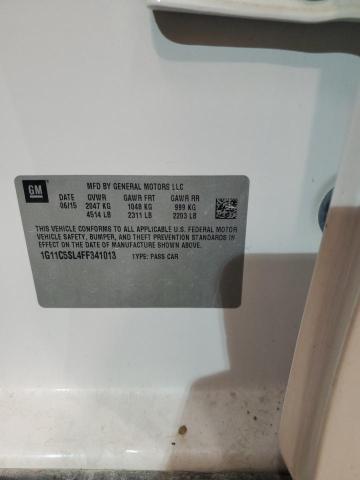 GM
MFD BY GENERAL MOTORS LLC
DATE GVWR GAWR FRT GAWR RR
06/15 2047 KG 1048 KG 999 KG
4514 LB 2311 LB 2203 LB
THIS VEHICLE CONFORMS TO ALL APPLICABLE U.S. FEDERAL MOTOR
VEHICLE SAFETY, BUMPER, AND THEFT PREVENTION STANDARDS IN
EFFECT ON THE DATE OF MANUFACTURE SHOWN ABOVE.
1G11C5SL4FF341013 TYPE: PASS CAR